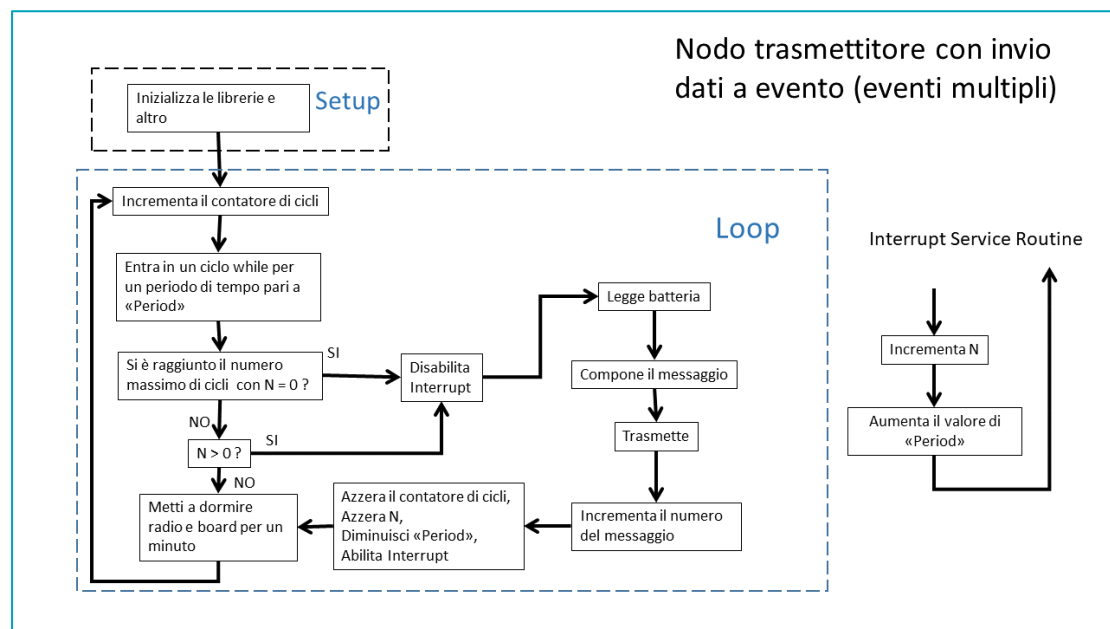 Nodo trasmettitore con invio
dati a evento (eventi multipli)
Inizializza le librerie e
altro
Setup
Incrementa il contatore di cicli
Loop
Entra in un ciclo while per
un periodo di tempo pari a
«Period»
Si è raggiunto il numero
massimo di cicli  con N = 0 ?
SI
NO
N > 0 ?
SI
NO
Disabilita
Interrupt
Legge batteria
Compone il messaggio
Trasmette
Incrementa il numero
del messaggio
Azzera il contatore di cicli,
Azzera N,
Diminuisci «Period»,
Abilita Interrupt
Metti a dormire
radio e board per un
minuto
Interrupt Service Routine
Incrementa N
Aumenta il valore di
«Period»